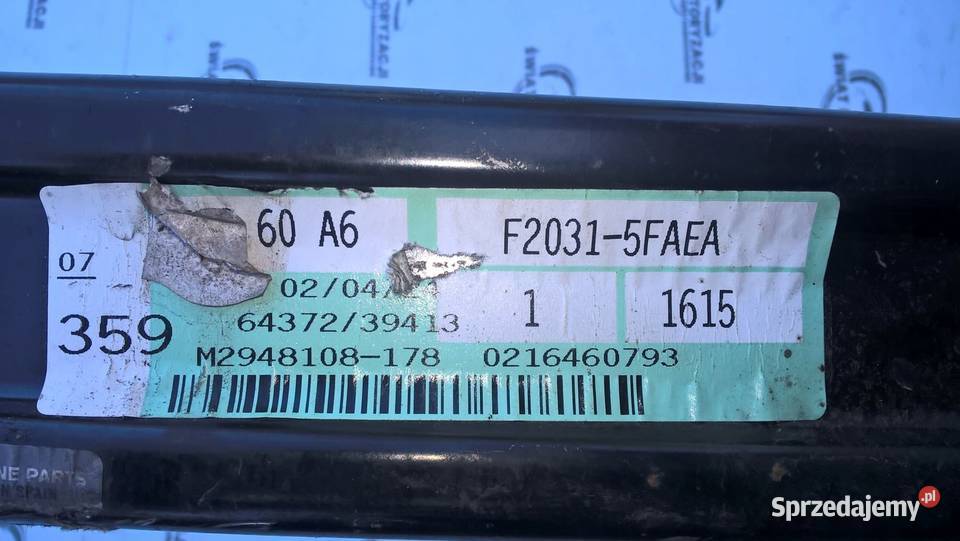 60 A6
F2031-5FAEA
07
02/04/
1
1615
359
64372/39413
M2948108-178 0216460793
NE PARTS
N SPAIN
Sprzedajemy.pl